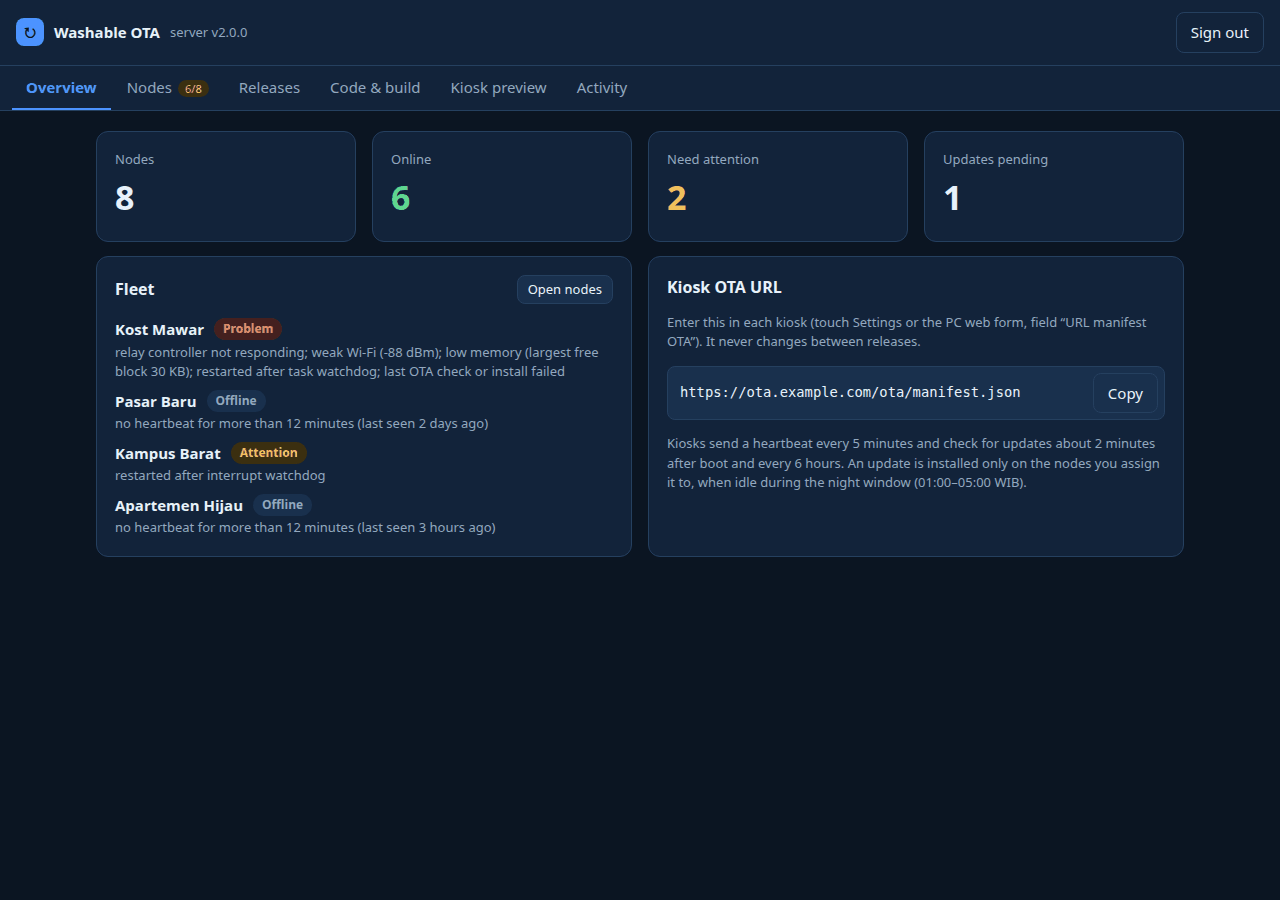 Washable OTA server v2.0.0
Sign out
Overview Nodes 6/8 Releases Code & build Kiosk preview Activity
Nodes
8
Online
6
Need attention
2
Updates pending
1
Fleet
Open nodes
Kost Mawar Problem
relay controller not responding; weak Wi-Fi (-88 dBm); low memory (largest free
block 30 KB); restarted after task watchdog; last OTA check or install failed
Pasar Baru Offline
no heartbeat for more than 12 minutes (last seen 2 days ago)
Kampus Barat Attention
restarted after interrupt watchdog
Apartemen Hijau Offline
no heartbeat for more than 12 minutes (last seen 3 hours ago)
Kiosk OTA URL
Enter this in each kiosk (touch Settings or the PC web form, field “URL manifest
OTA”). It never changes between releases.
https://ota.example.com/ota/manifest.json
Copy
Kiosks send a heartbeat every 5 minutes and check for updates about 2 minutes
after boot and every 6 hours. An update is installed only on the nodes you assign
it to, when idle during the night window (01:00–05:00 WIB).